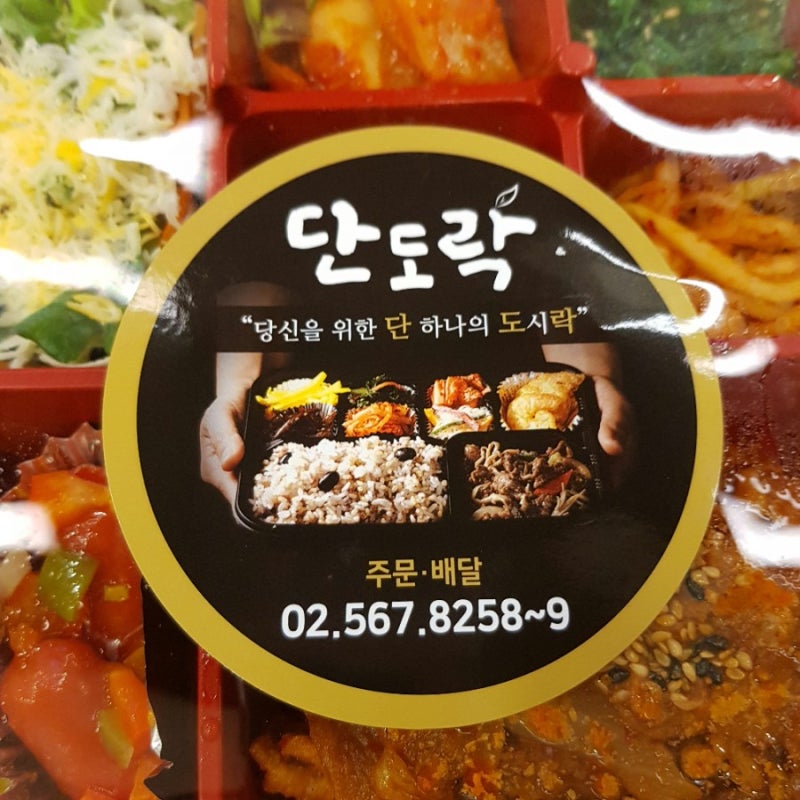 단도락
“당신을 위한 단 하나의 도시락”
주문·배달
02.567.8258~9